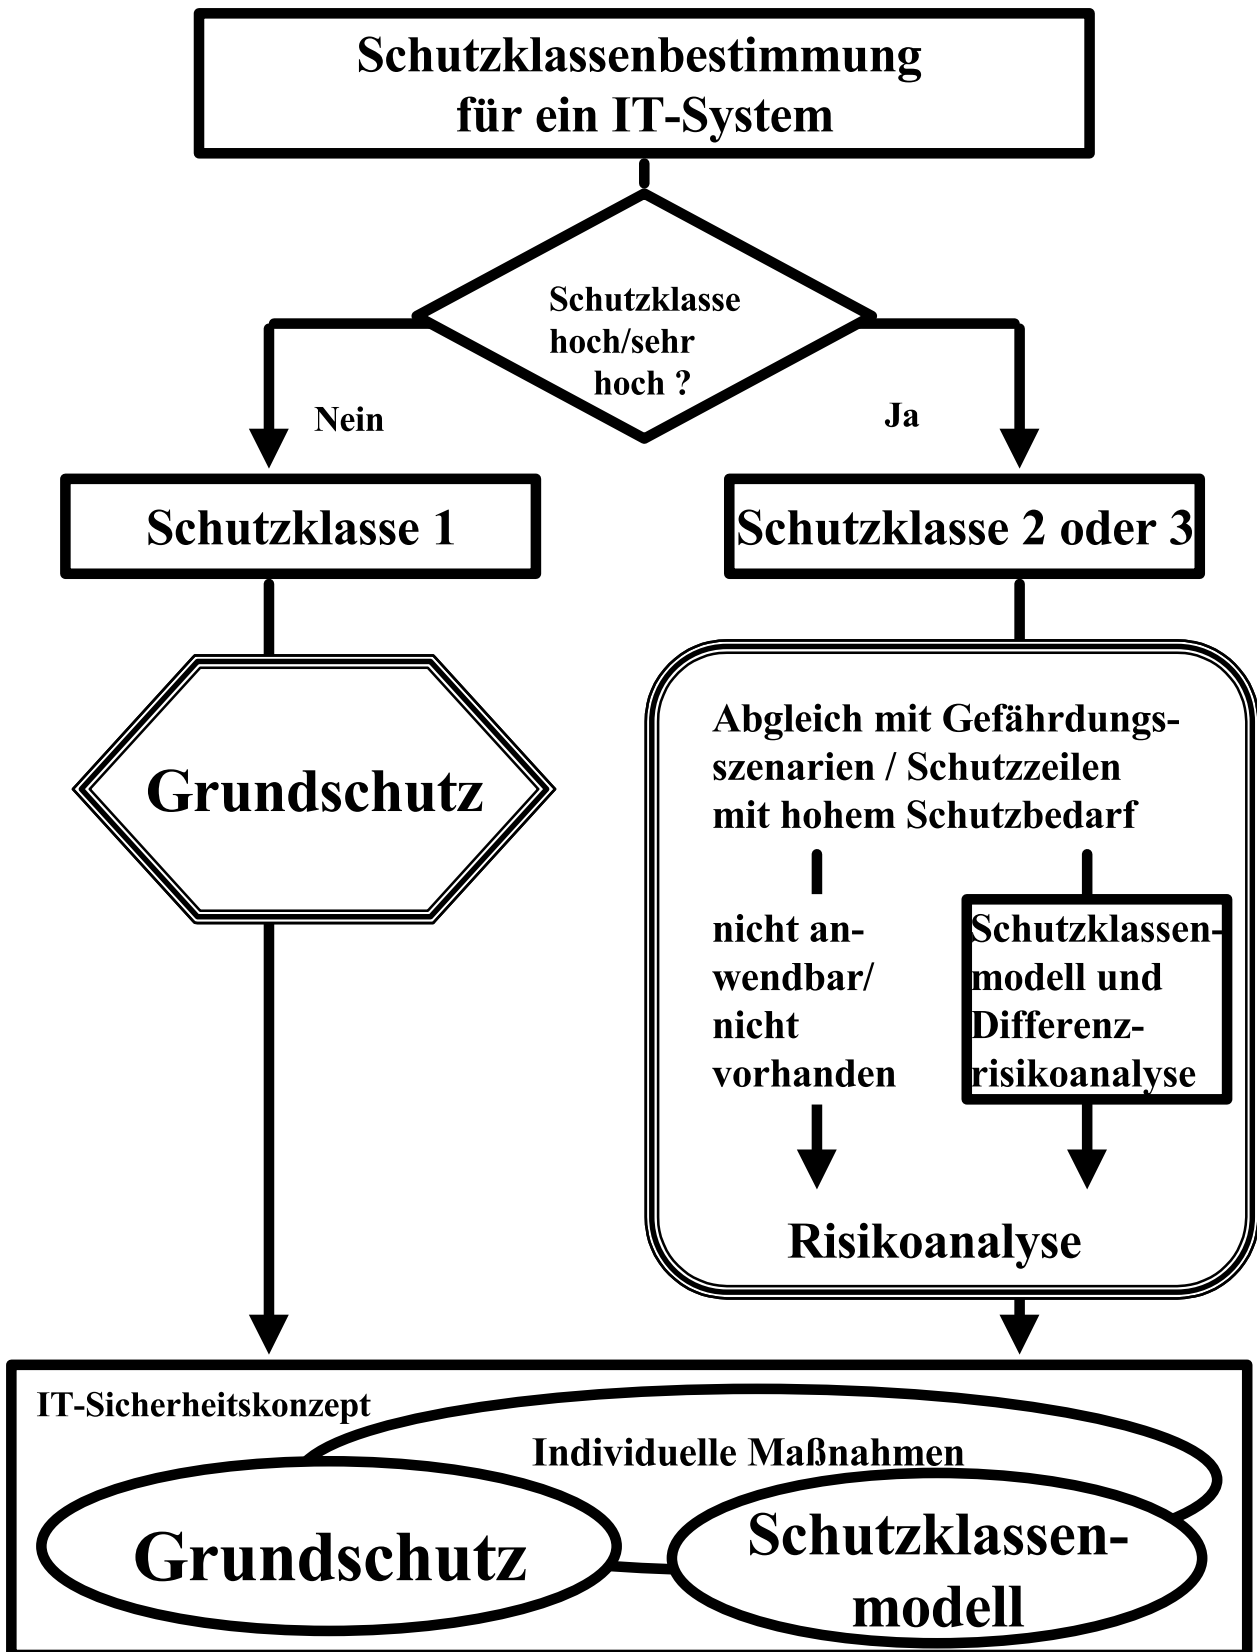 Schutzklassenbestimmung
für ein IT-System
Schutzklasse
hoch/sehr
hoch ?
Nein
Ja
Schutzklasse 1
Schutzklasse 2 oder 3
Grundschutz
Abgleich mit Gefährdungs-
szenarien / Schutzzeilen
mit hohem Schutzbedarf
nicht an-
wendbar/
nicht
vorhanden
Schutzklassen-
modell und
Differenz-
risikoanalyse
Risikoanalyse
IT-Sicherheitskonzept
Individuelle Maßnahmen
Grundschutz
Schutzklassen-
modell